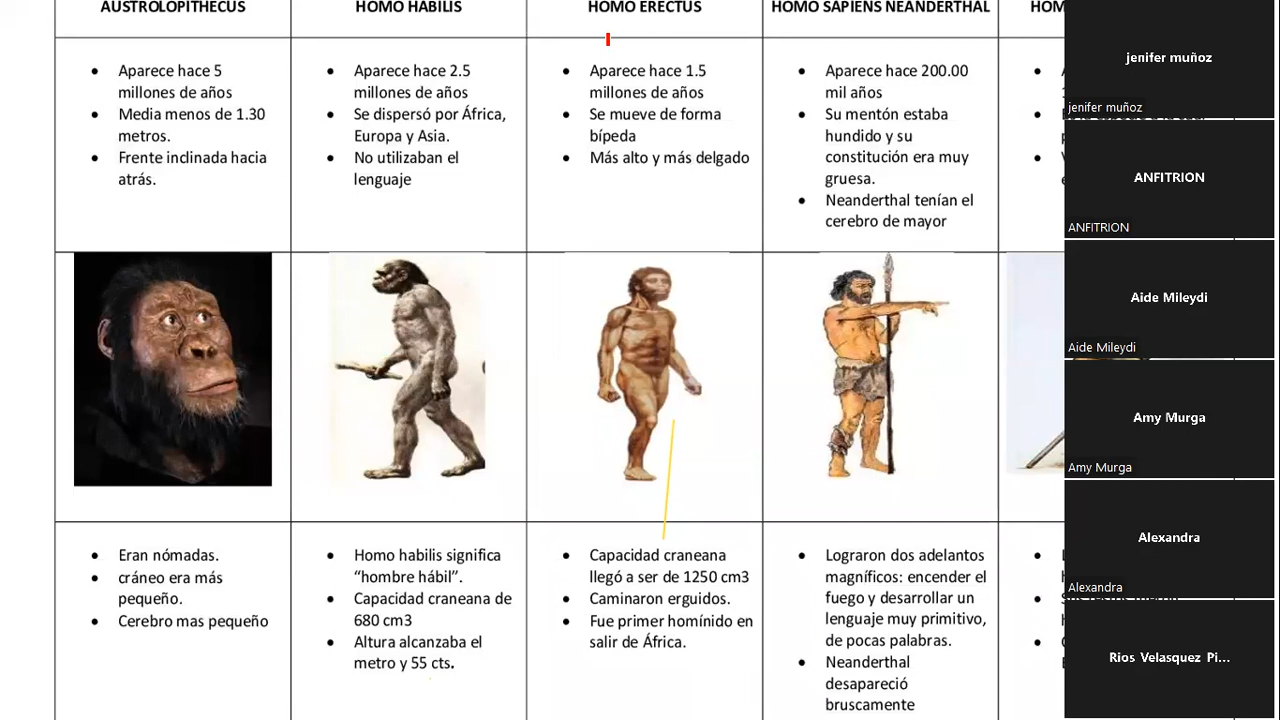 AUSTROLOPITHECUS
HOMO HABILIS
HOMO ERECTUS
HOMO SAPIENS NEANDERTHAL
HOM
• Aparece hace 5
millones de años
• Media menos de 1.30
metros.
• Frente inclinada hacia
atrás.
• Aparece hace 2.5
millones de años
• Se dispersó por África,
Europa y Asia.
• No utilizaban el
lenguaje
• Aparece hace 1.5
millones de años
• Se mueve de forma
bípeda
• Más alto y más delgado
• Aparece hace 200.00
mil años
• Su mentón estaba
hundido y su
constitución era muy
gruesa.
• Neanderthal tenían el
cerebro de mayor
• Eran nómadas.
• cráneo era más
pequeño.
• Cerebro mas pequeño
• Homo habilis significa
“hombre hábil”.
• Capacidad craneana de
680 cm3
• Altura alcanzaba el
metro y 55 cts.
• Capacidad craneana
llegó a ser de 1250 cm3
• Caminaron erguidos.
• Fue primer homínido en
salir de África.
• Lograron dos adelantos
magníficos: encender el
fuego y desarrollar un
lenguaje muy primitivo,
de pocas palabras.
• Neanderthal
desapareció
bruscamente
jenifer muñoz
jenifer muñoz
ANFITRION
ANFITRION
Aide Mileydi
Aide Mileydi
Amy Murga
Amy Murga
Alexandra
Alexandra
Rios Velasquez Pi...